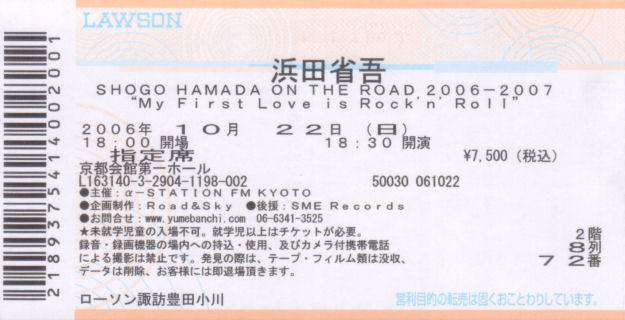 LAWSON
浜田省吾
SHOGO HAMADA ON THE ROAD 2006−2007
“My First Love is Rock'n' Roll”
2006年 10月 22日 (日)
18:00 開場 18:30 開演
指定席 ¥7,500 (税込)
京都会館第一ホール
L163140-3-2904-1198-002 50030 061022
●主催:α−STATION FM KYOTO
●企画制作:Road&Sky ●後援:SME Records
●お問合せ:www.yumebanchi.com 06-6341-3525
★未就学児童の入場不可。就学児以上はチケットが必要。
録音・録画機器の場内への持込・使用、及びカメラ付携帯電話
による撮影は禁止です。発見の際は、テープ・フィルム類は没収、
データは削除、お客様には即退場頂きます。
2階
8列
72番
ローソン諏訪豊田小川
営利目的の転売は固くおことわりしています。
2189375414002001